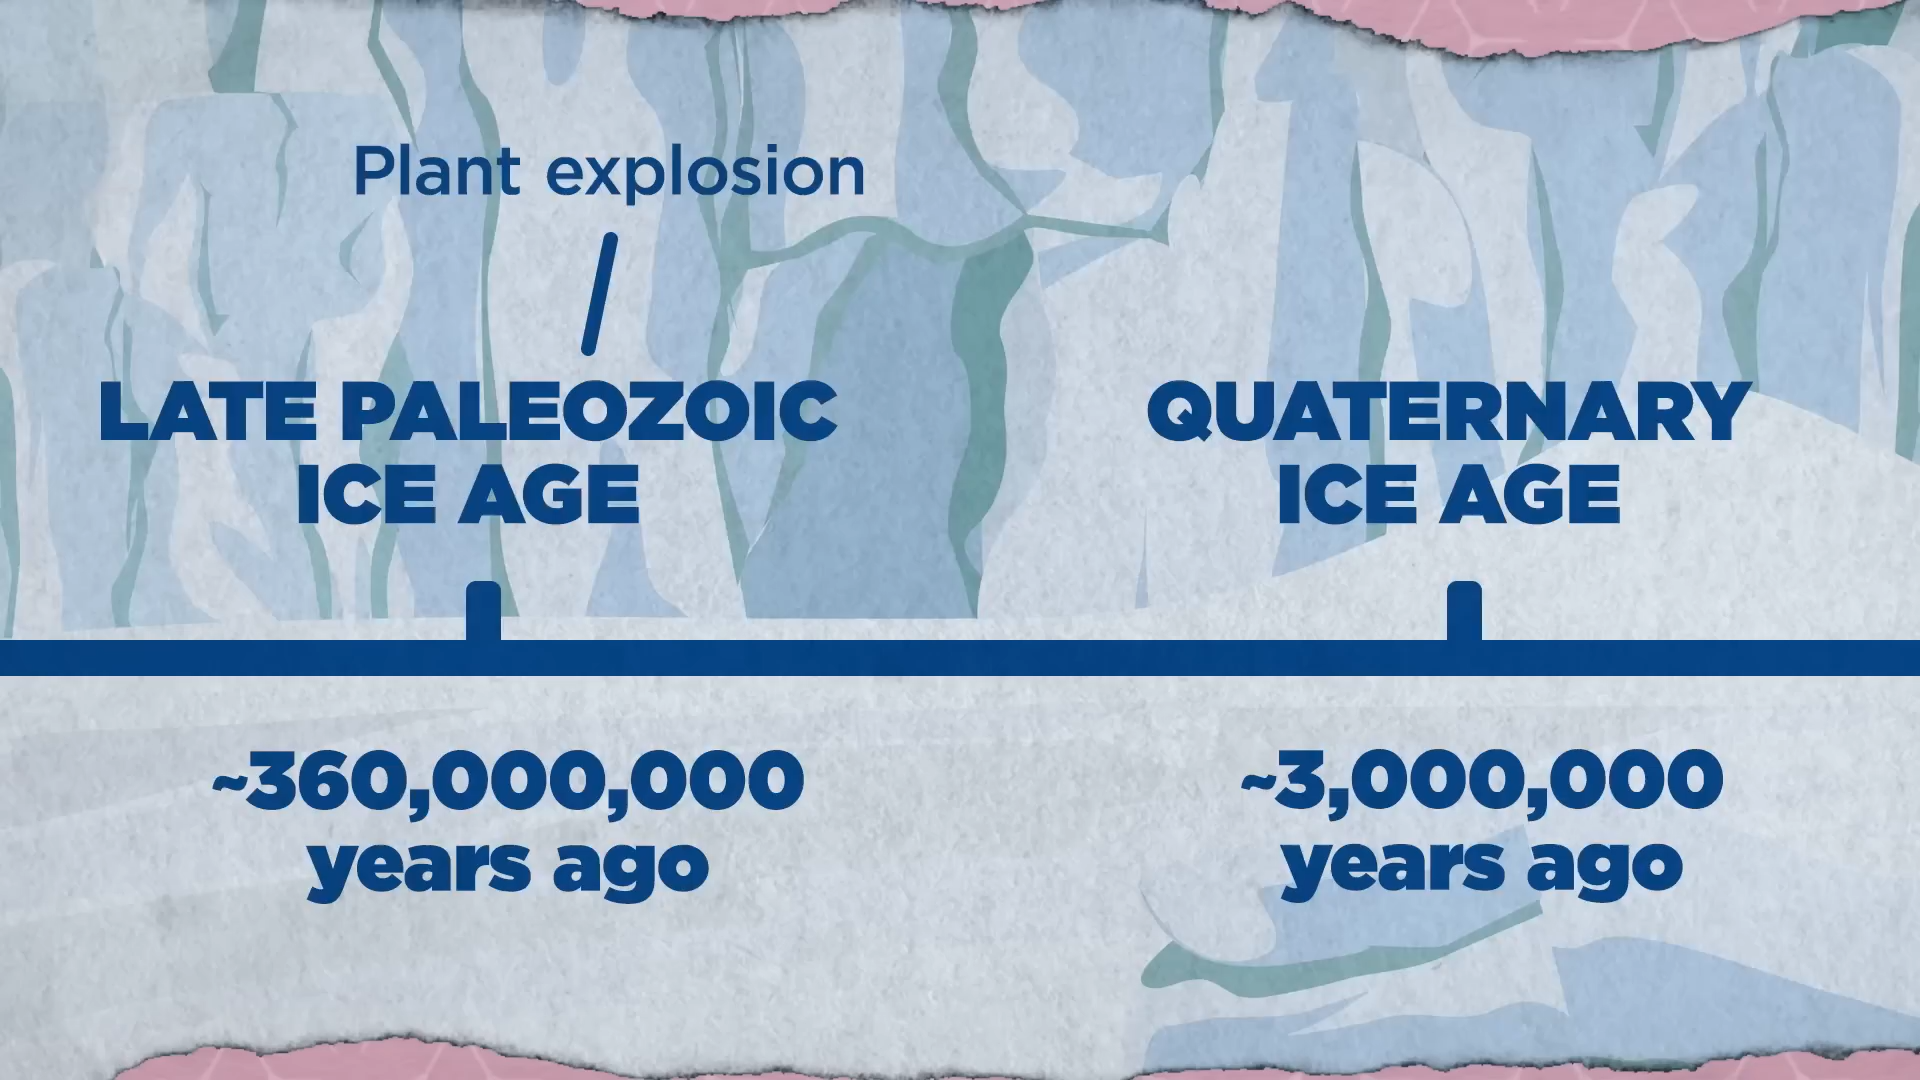 Plant explosion
LATE PALEOZOIC
ICE AGE
~360,000,000
years ago
QUATERNARY
ICE AGE
~3,000,000
years ago